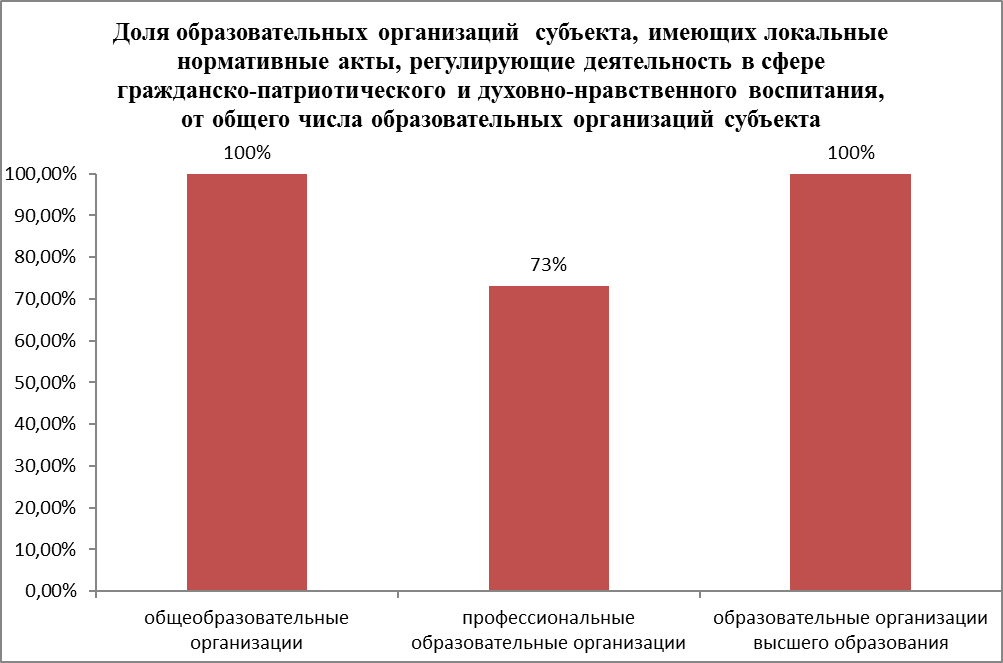 Доля образовательных организаций субъекта, имеющих локальные
нормативные акты, регулирующие деятельность в сфере
гражданско-патриотического и духовно-нравственного воспитания,
от общего числа образовательных организаций субъекта
100%
73%
100%
100,00%
90,00%
80,00%
70,00%
60,00%
50,00%
40,00%
30,00%
20,00%
10,00%
0,00%
общеобразовательные
организации
профессиональные
образовательные организации
образовательные организации
высшего образования